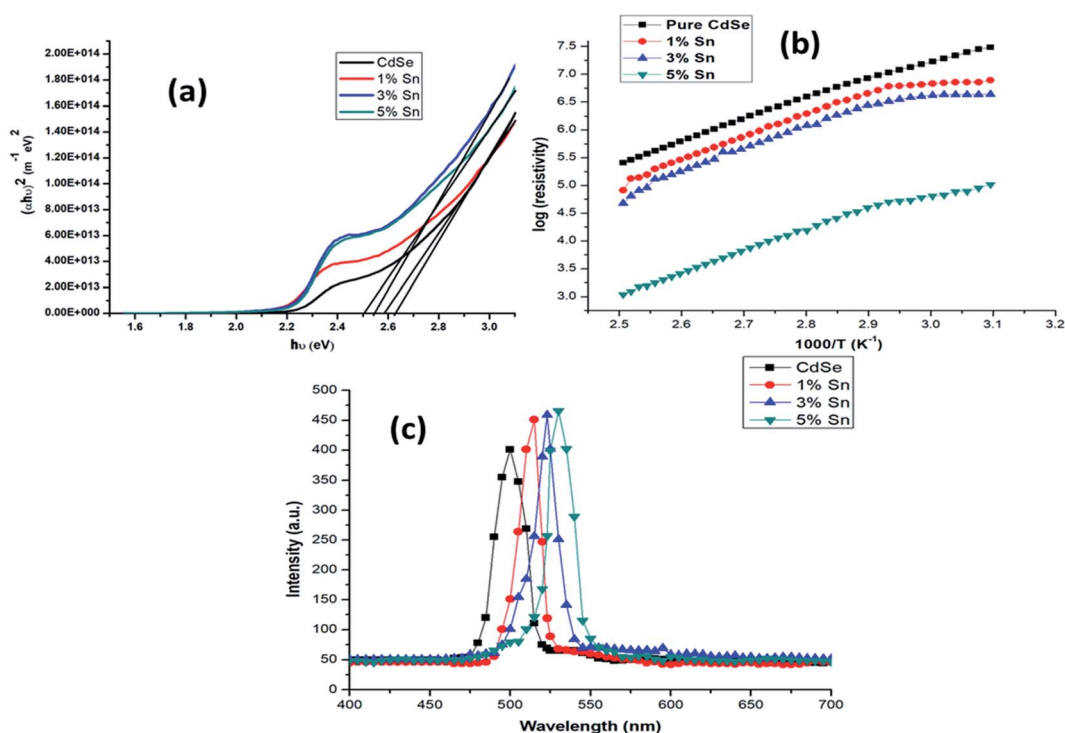 (a)
CdSe
1% Sn
3% Sn
5% Sn
2.00E+014
1.80E+014
1.60E+014
1.40E+014
1.20E+014
1.00E+014
8.00E+013
6.00E+013
4.00E+013
2.00E+013
0.00E+000
(αhυ)² (m⁻¹ eV)²
1.6 1.8 2.0 2.2 2.4 2.6 2.8 3.0
hυ (eV)
(b)
Pure CdSe
1% Sn
3% Sn
5% Sn
7.5
7.0
6.5
6.0
5.5
5.0
4.5
4.0
3.5
3.0
log (resistivity)
2.5 2.6 2.7 2.8 2.9 3.0 3.1 3.2
1000/T (K⁻¹)
(c)
CdSe
1% Sn
3% Sn
5% Sn
500
450
400
350
300
250
200
150
100
50
0
Intensity (a.u.)
400 450 500 550 600 650 700
Wavelength (nm)